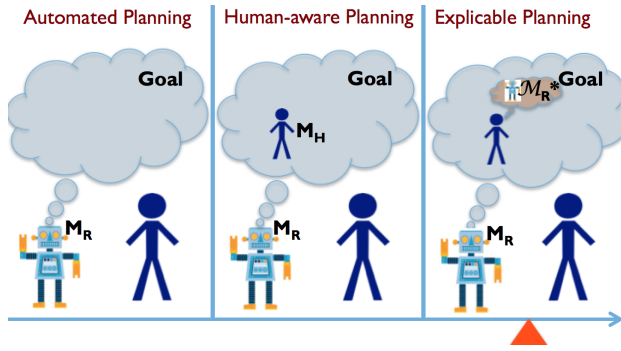 Automated Planning
Human-aware Planning
Explicable Planning
Goal
M_R
Goal
M_H
M_R
Goal
ℳ_R*
M_R